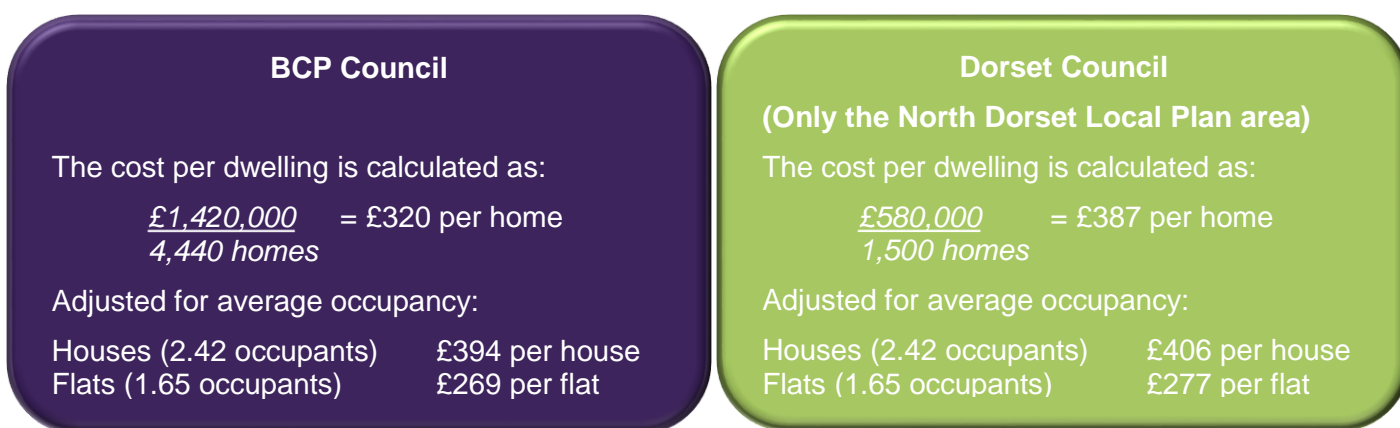 BCP Council
The cost per dwelling is calculated as:
£1,420,000 = £320 per home
4,440 homes
Adjusted for average occupancy:
Houses (2.42 occupants) £394 per house
Flats (1.65 occupants) £269 per flat
Dorset Council
(Only the North Dorset Local Plan area)
The cost per dwelling is calculated as:
£580,000 = £387 per home
1,500 homes
Adjusted for average occupancy:
Houses (2.42 occupants) £406 per house
Flats (1.65 occupants) £277 per flat